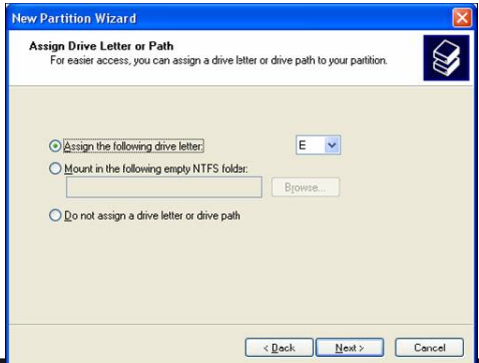 New Partition Wizard
Assign Drive Letter or Path
For easier access, you can assign a drive letter or drive path to your partition.
Assign the following drive letter:
E
Mount in the following empty NTFS folder:
Browse...
Do not assign a drive letter or drive path
< Back
Next >
Cancel